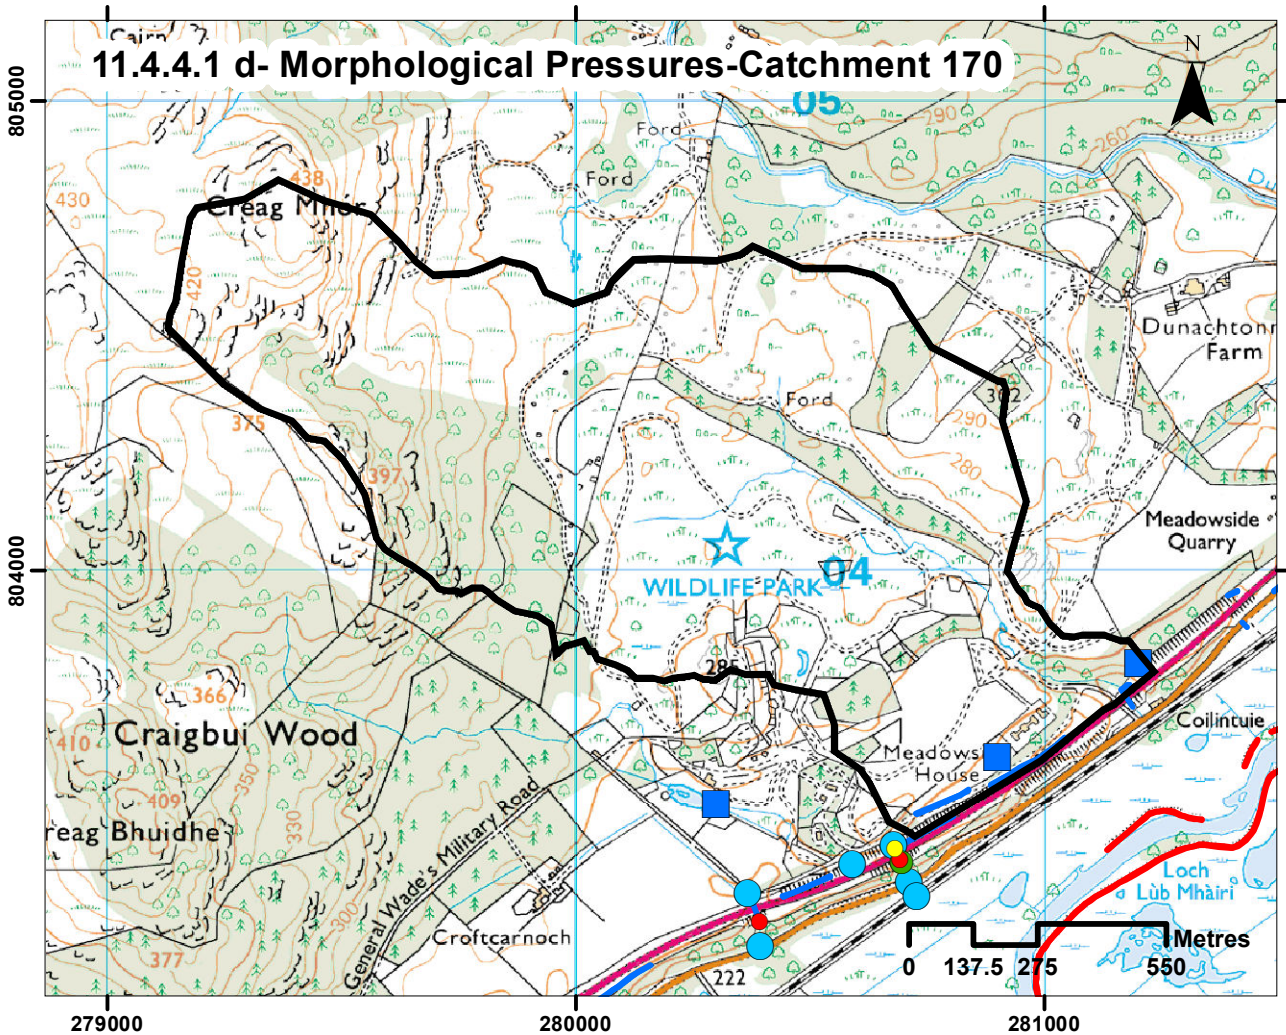 Cairn
11.4.4.1 d- Morphological Pressures-Catchment 170
N
805000
05
290
260
Ford
Ford
438
430
Creag Mhor
420
Dunachton
Farm
302
Ford
375
290
280
397
Meadowside
Quarry
804000
WILDLIFE PARK
04
285
366
Craigbui Wood
410
Coilintuie
Meadows
House
350
409
330
reag Bhuidhe
General Wade's Military Road
Loch
Lùb Mhàiri
300
Croftcarnoch
377
222
Metres
0 137.5 275 550
279000 280000 281000